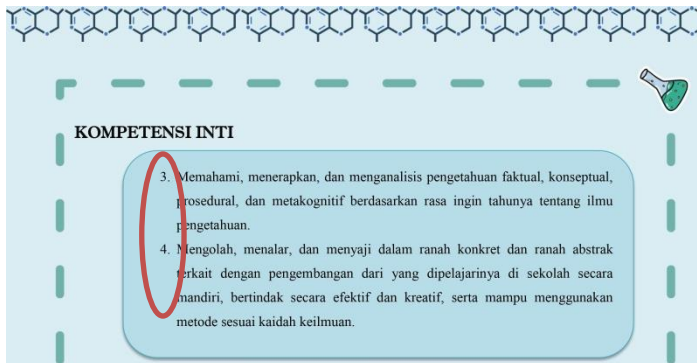 KOMPETENSI INTI
3. Memahami, menerapkan, dan menganalisis pengetahuan faktual, konseptual,
prosedural, dan metakognitif berdasarkan rasa ingin tahunya tentang ilmu
pengetahuan.
4. Mengolah, menalar, dan menyaji dalam ranah konkret dan ranah abstrak
terkait dengan pengembangan dari yang dipelajarinya di sekolah secara
mandiri, bertindak secara efektif dan kreatif, serta mampu menggunakan
metode sesuai kaidah keilmuan.